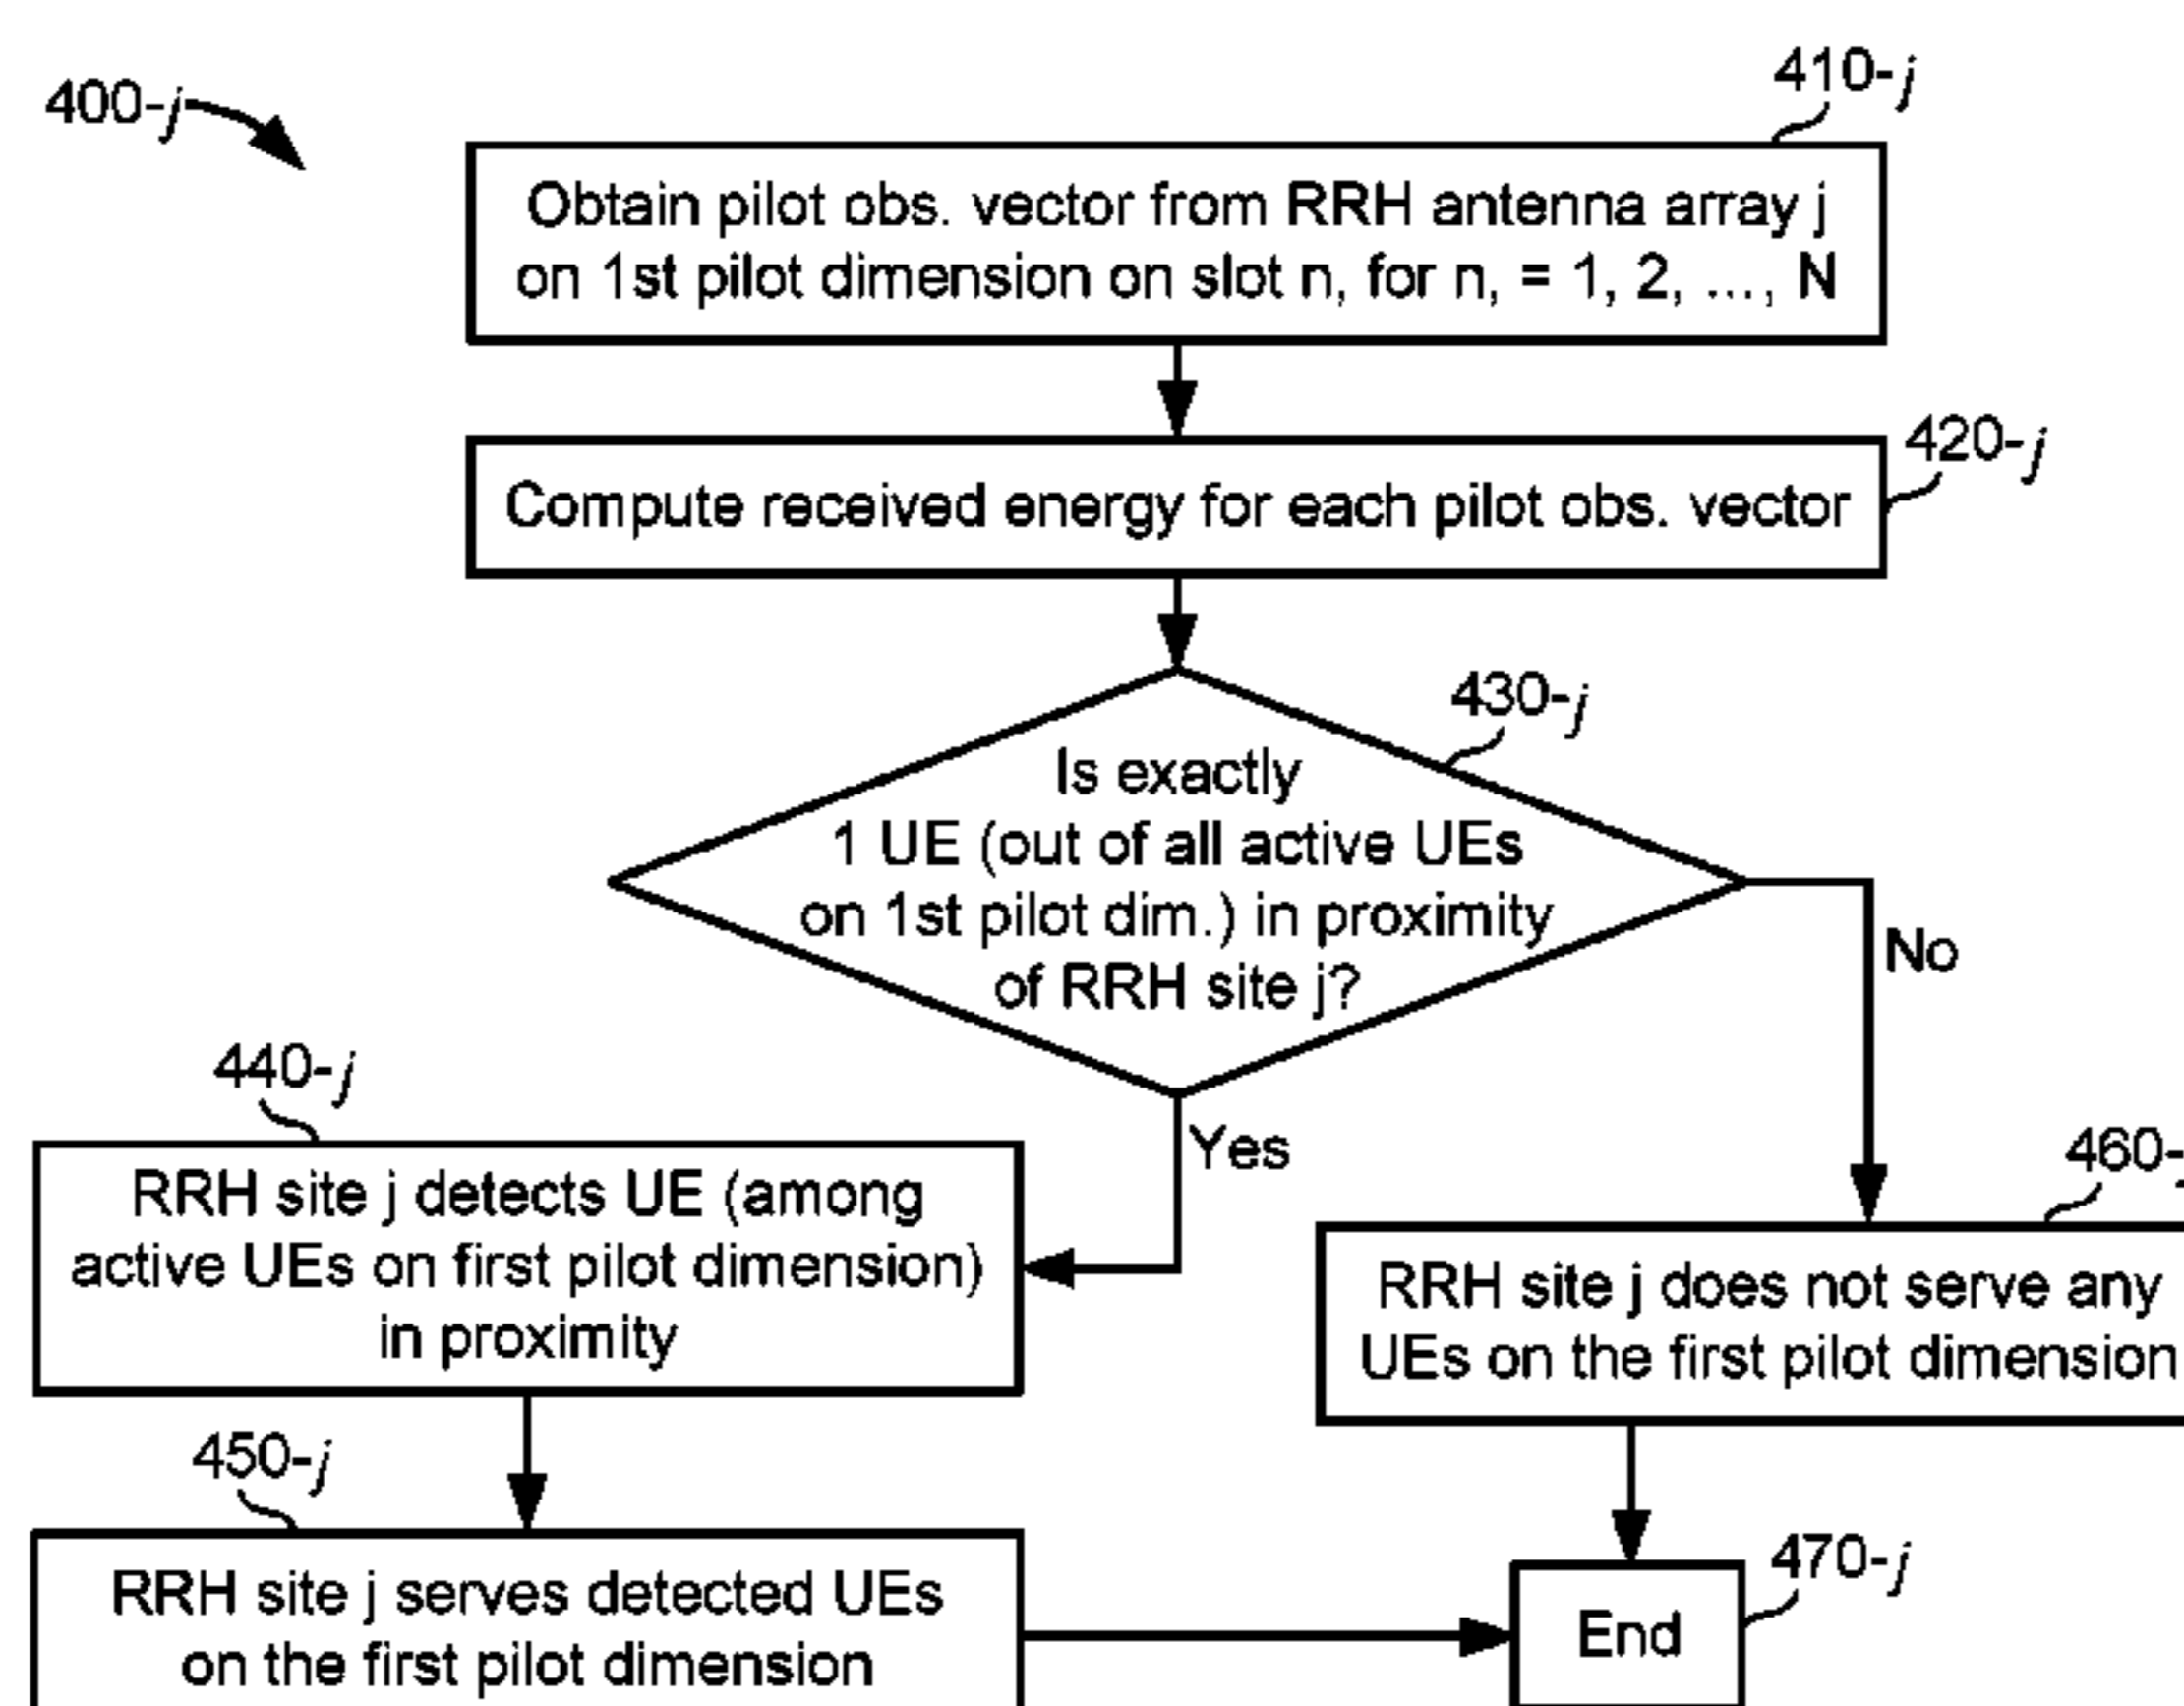 400-j
410-j
Obtain pilot obs. vector from RRH antenna array j
on 1st pilot dimension on slot n, for n, = 1, 2, ..., N
420-j
Compute received energy for each pilot obs. vector
430-j
Is exactly
1 UE (out of all active UEs
on 1st pilot dim.) in proximity
of RRH site j?
No
Yes
440-j
RRH site j detects UE (among
active UEs on first pilot dimension)
in proximity
460-j
RRH site j does not serve any
UEs on the first pilot dimension
450-j
RRH site j serves detected UEs
on the first pilot dimension
470-j
End